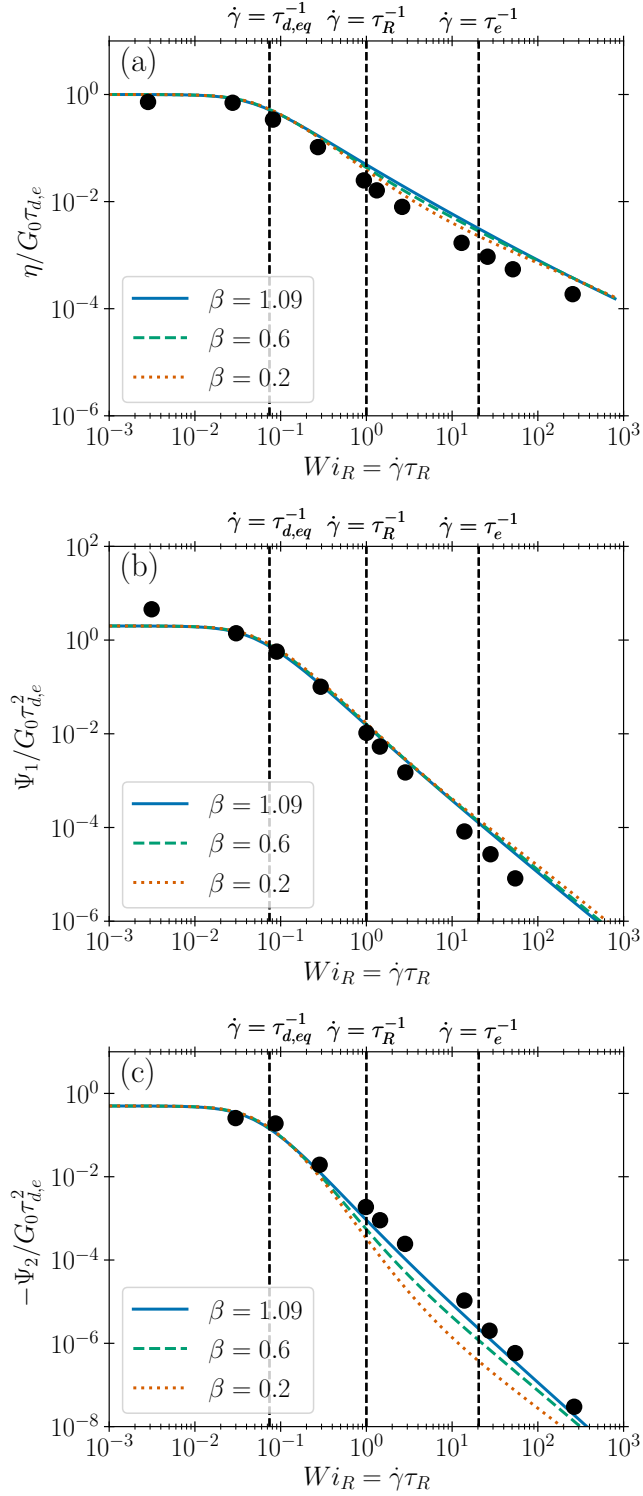 γ̇ = τ_{d,eq}^{-1} γ̇ = τ_R^{-1} γ̇ = τ_e^{-1}
(a)
10^0
10^{-2}
10^{-4}
10^{-6}
η/G_0τ_{d,e}
β = 1.09
β = 0.6
β = 0.2
10^{-3} 10^{-2} 10^{-1} 10^0 10^1 10^2 10^3
Wi_R = γ̇τ_R
γ̇ = τ_{d,eq}^{-1} γ̇ = τ_R^{-1} γ̇ = τ_e^{-1}
(b)
10^2
10^0
10^{-2}
10^{-4}
10^{-6}
Ψ_1/G_0τ_{d,e}^2
β = 1.09
β = 0.6
β = 0.2
10^{-3} 10^{-2} 10^{-1} 10^0 10^1 10^2 10^3
Wi_R = γ̇τ_R
γ̇ = τ_{d,eq}^{-1} γ̇ = τ_R^{-1} γ̇ = τ_e^{-1}
(c)
10^0
10^{-2}
10^{-4}
10^{-6}
10^{-8}
−Ψ_2/G_0τ_{d,e}^2
β = 1.09
β = 0.6
β = 0.2
10^{-3} 10^{-2} 10^{-1} 10^0 10^1 10^2 10^3
Wi_R = γ̇τ_R